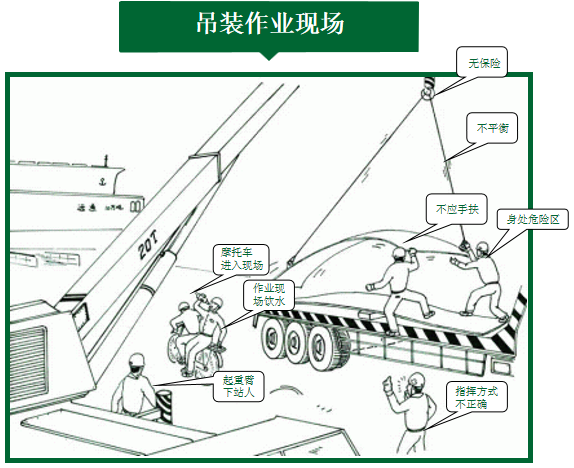 吊装作业现场
无保险
不平衡
不应手扶
身处危险区
摩托车
进入现场
作业现
场饮水
20T
起重臂
下站人
指挥方式
不正确